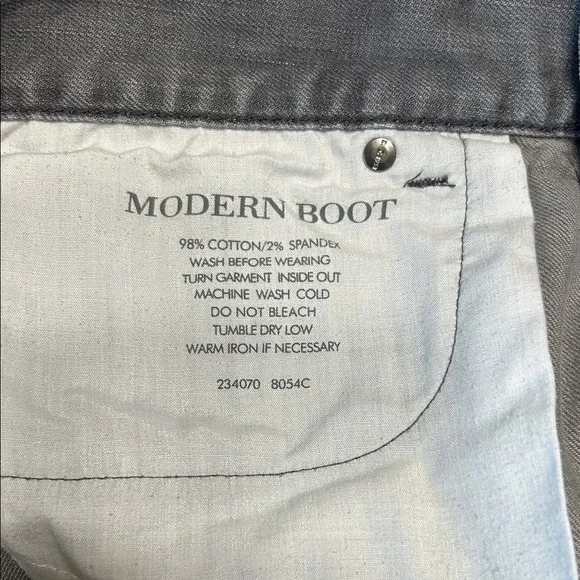 MODERN BOOT
98% COTTON/2% SPANDEX
WASH BEFORE WEARING
TURN GARMENT INSIDE OUT
MACHINE WASH COLD
DO NOT BLEACH
TUMBLE DRY LOW
WARM IRON IF NECESSARY
234070 8054C